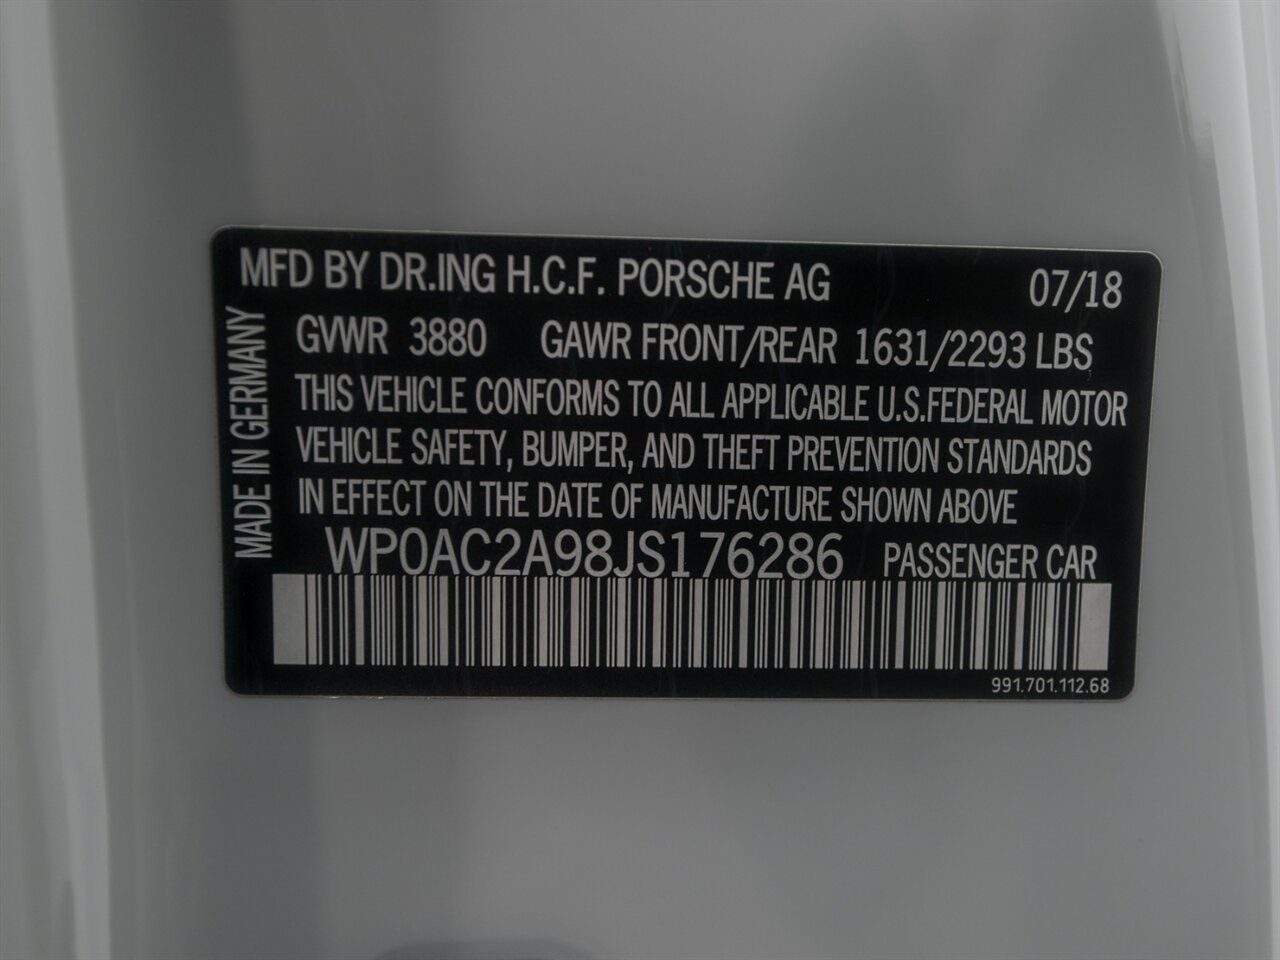 MFD BY DR.ING H.C.F. PORSCHE AG 07/18
GVWR 3880 GAWR FRONT/REAR 1631/2293 LBS
THIS VEHICLE CONFORMS TO ALL APPLICABLE U.S.FEDERAL MOTOR
VEHICLE SAFETY, BUMPER, AND THEFT PREVENTION STANDARDS
IN EFFECT ON THE DATE OF MANUFACTURE SHOWN ABOVE
WP0AC2A98JS176286 PASSENGER CAR
991.701.112.68
MADE IN GERMANY